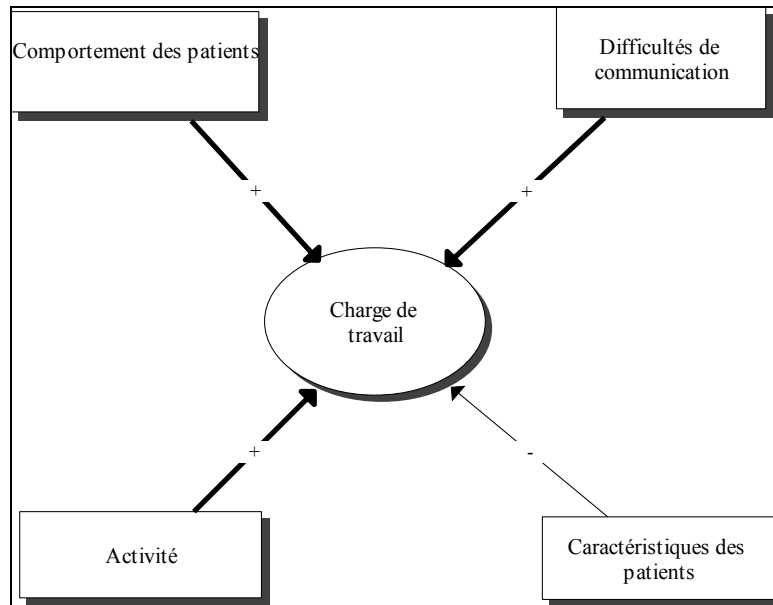 Comportement des patients
Difficultés de
communication
+
+
Charge de
travail
+
-
Activité
Caractéristiques des
patients